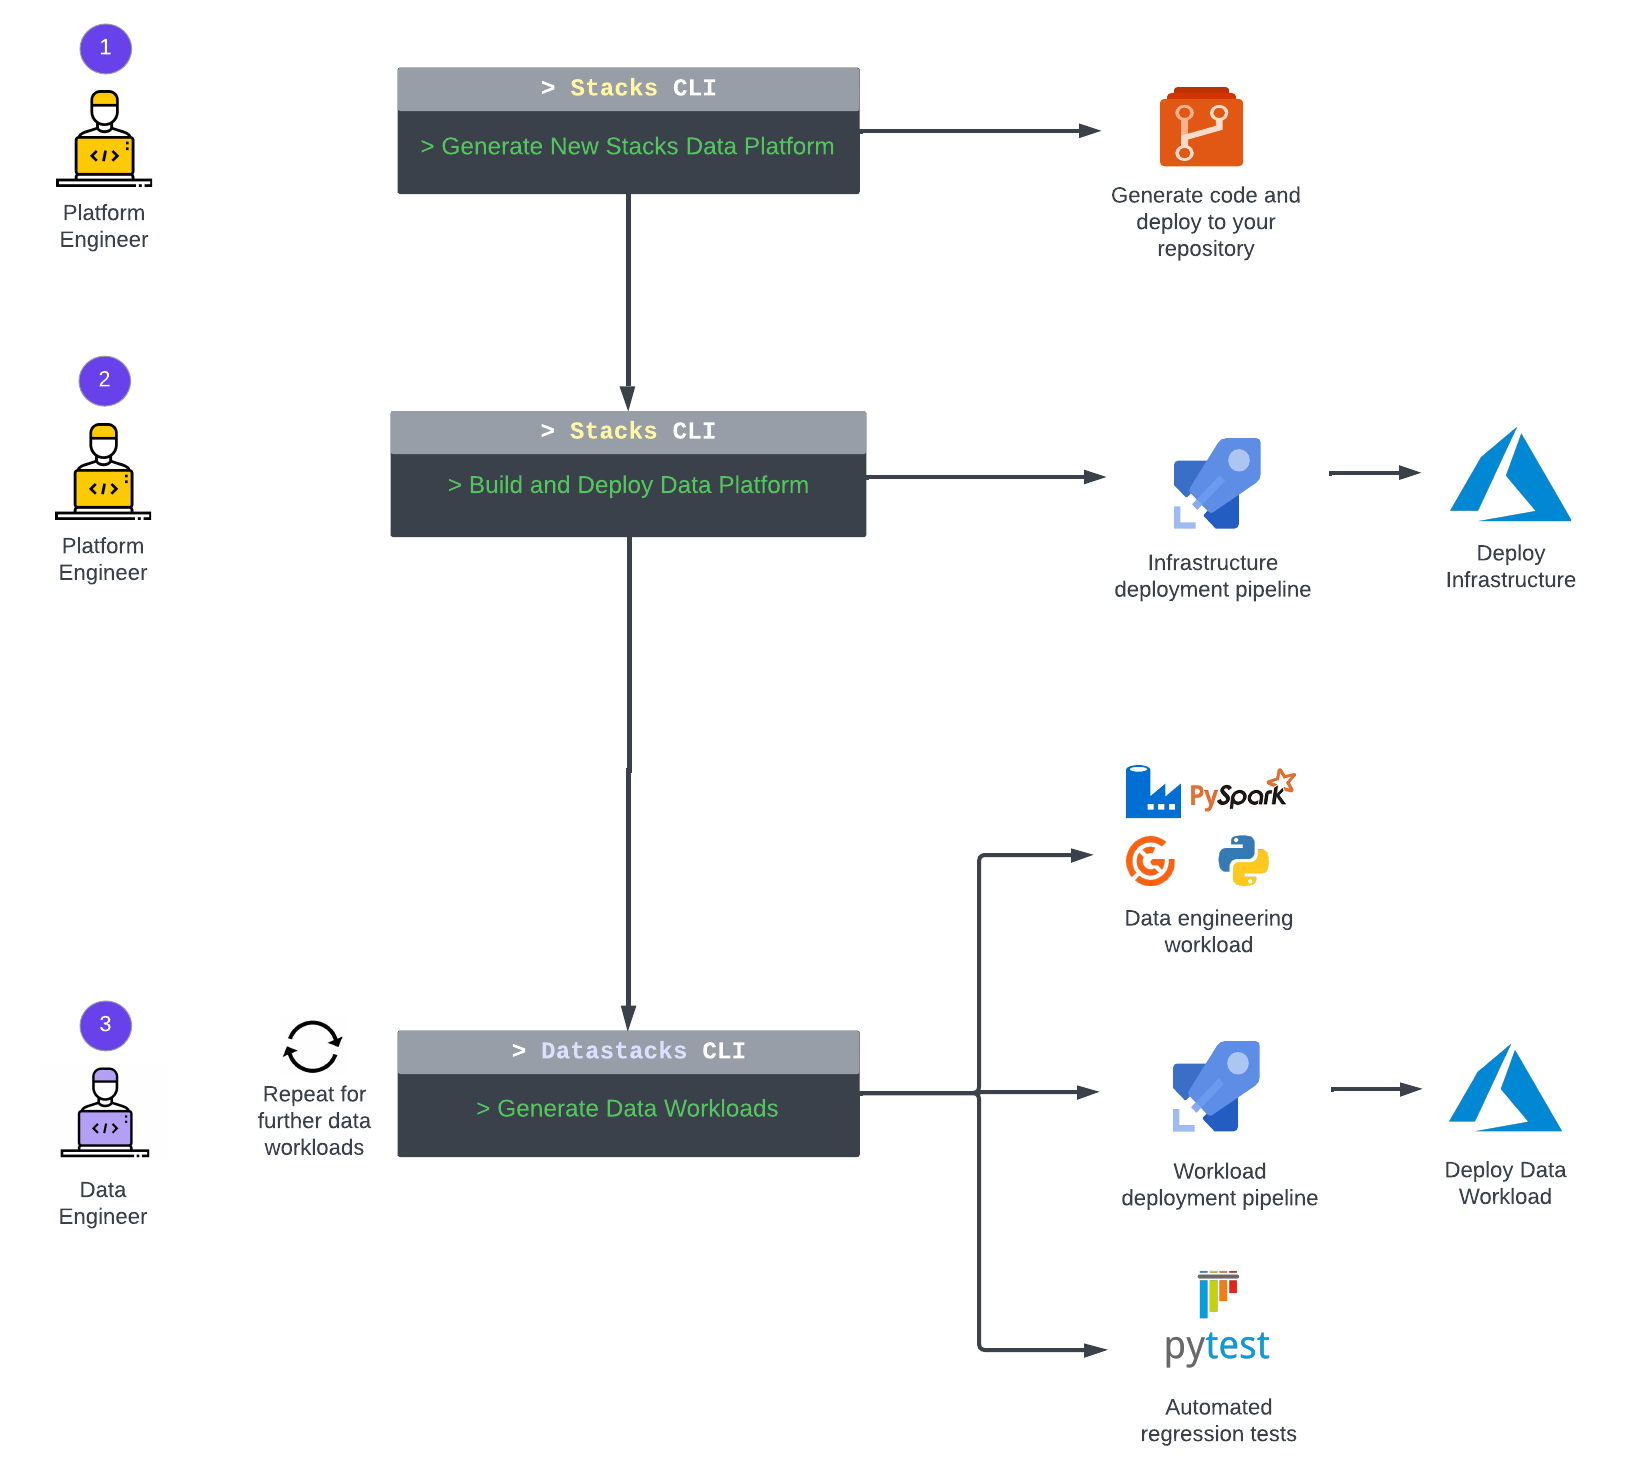 1
Platform
Engineer
> Stacks CLI
> Generate New Stacks Data Platform
Generate code and
deploy to your
repository
2
Platform
Engineer
> Stacks CLI
> Build and Deploy Data Platform
Infrastructure
deployment pipeline
Deploy
Infrastructure
PySpark
Data engineering
workload
3
Data
Engineer
Repeat for
further data
workloads
> Datastacks CLI
> Generate Data Workloads
Workload
deployment pipeline
Deploy Data
Workload
pytest
Automated
regression tests